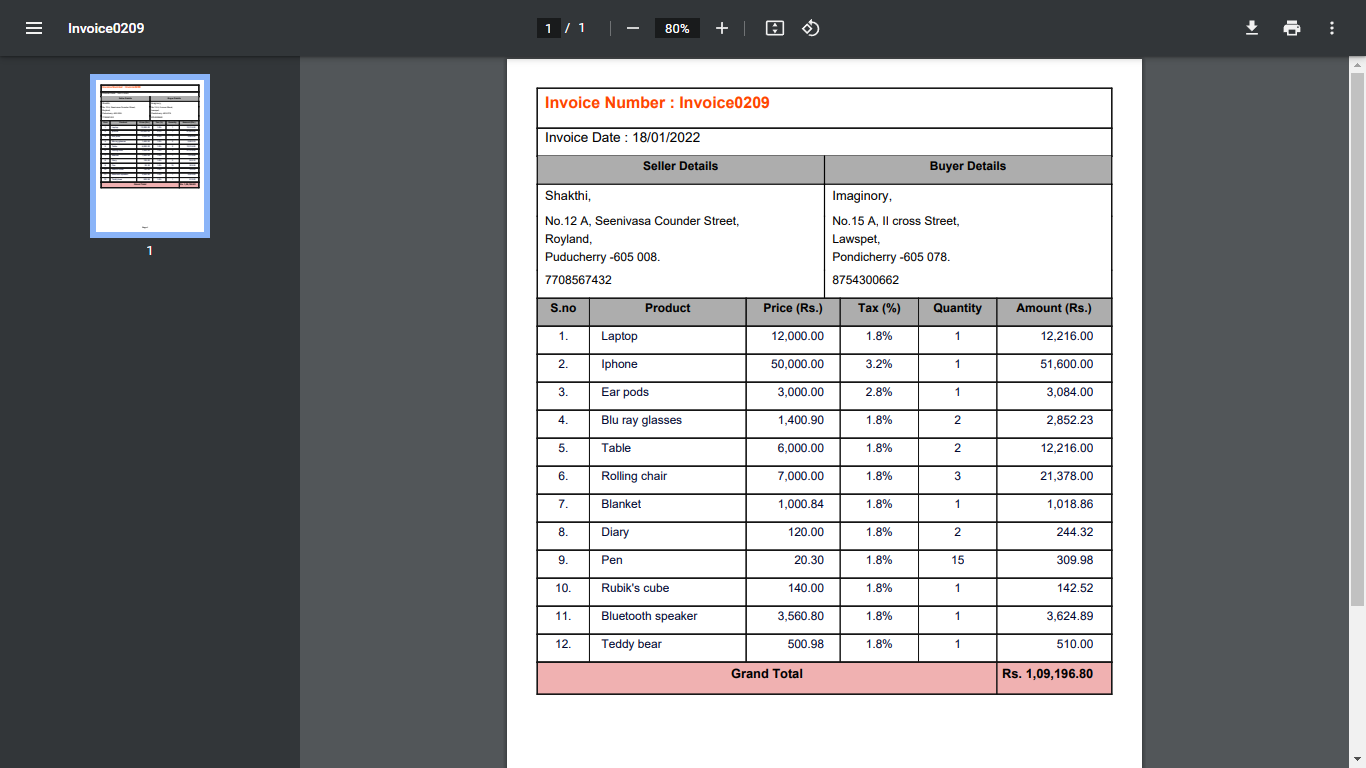 Invoice0209
1 / 1
80%
1
Invoice Number : Invoice0209
Invoice Date : 18/01/2022
Seller Details Buyer Details
Shakthi, Imaginory,
No.12 A, Seenivasa Counder Street, No.15 A, II cross Street,
Royland, Lawspet,
Puducherry -605 008. Pondicherry -605 078.
7708567432 8754300662
S.no Product Price (Rs.) Tax (%) Quantity Amount (Rs.)
1. Laptop 12,000.00 1.8% 1 12,216.00
2. Iphone 50,000.00 3.2% 1 51,600.00
3. Ear pods 3,000.00 2.8% 1 3,084.00
4. Blu ray glasses 1,400.90 1.8% 2 2,852.23
5. Table 6,000.00 1.8% 2 12,216.00
6. Rolling chair 7,000.00 1.8% 3 21,378.00
7. Blanket 1,000.84 1.8% 1 1,018.86
8. Diary 120.00 1.8% 2 244.32
9. Pen 20.30 1.8% 15 309.98
10. Rubik's cube 140.00 1.8% 1 142.52
11. Bluetooth speaker 3,560.80 1.8% 1 3,624.89
12. Teddy bear 500.98 1.8% 1 510.00
Grand Total Rs. 1,09,196.80